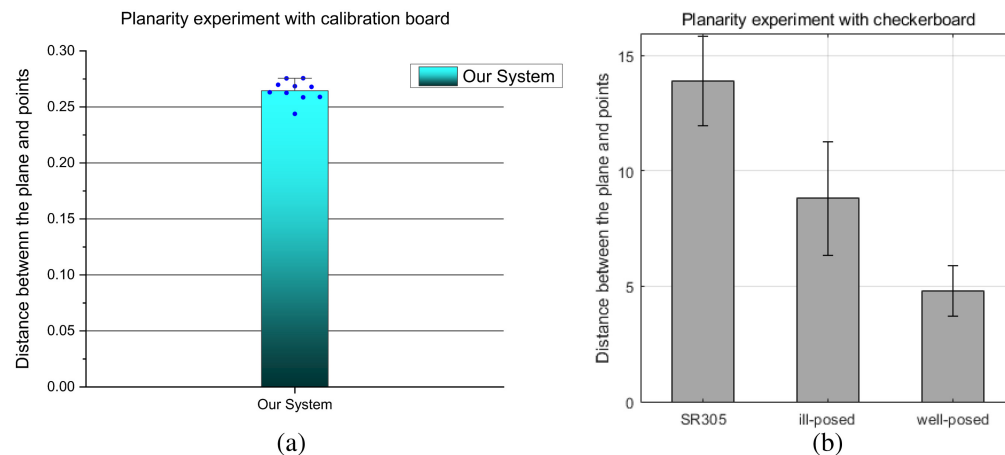 Planarity experiment with calibration board
Distance betwenn the plane and points
0.30
0.25
0.20
0.15
0.10
0.05
0.00
Our System
Our System
(a)
Planarity experiment with checkerboard
Distance between the plane and points
15
10
5
0
SR305 ill-posed well-posed
(b)